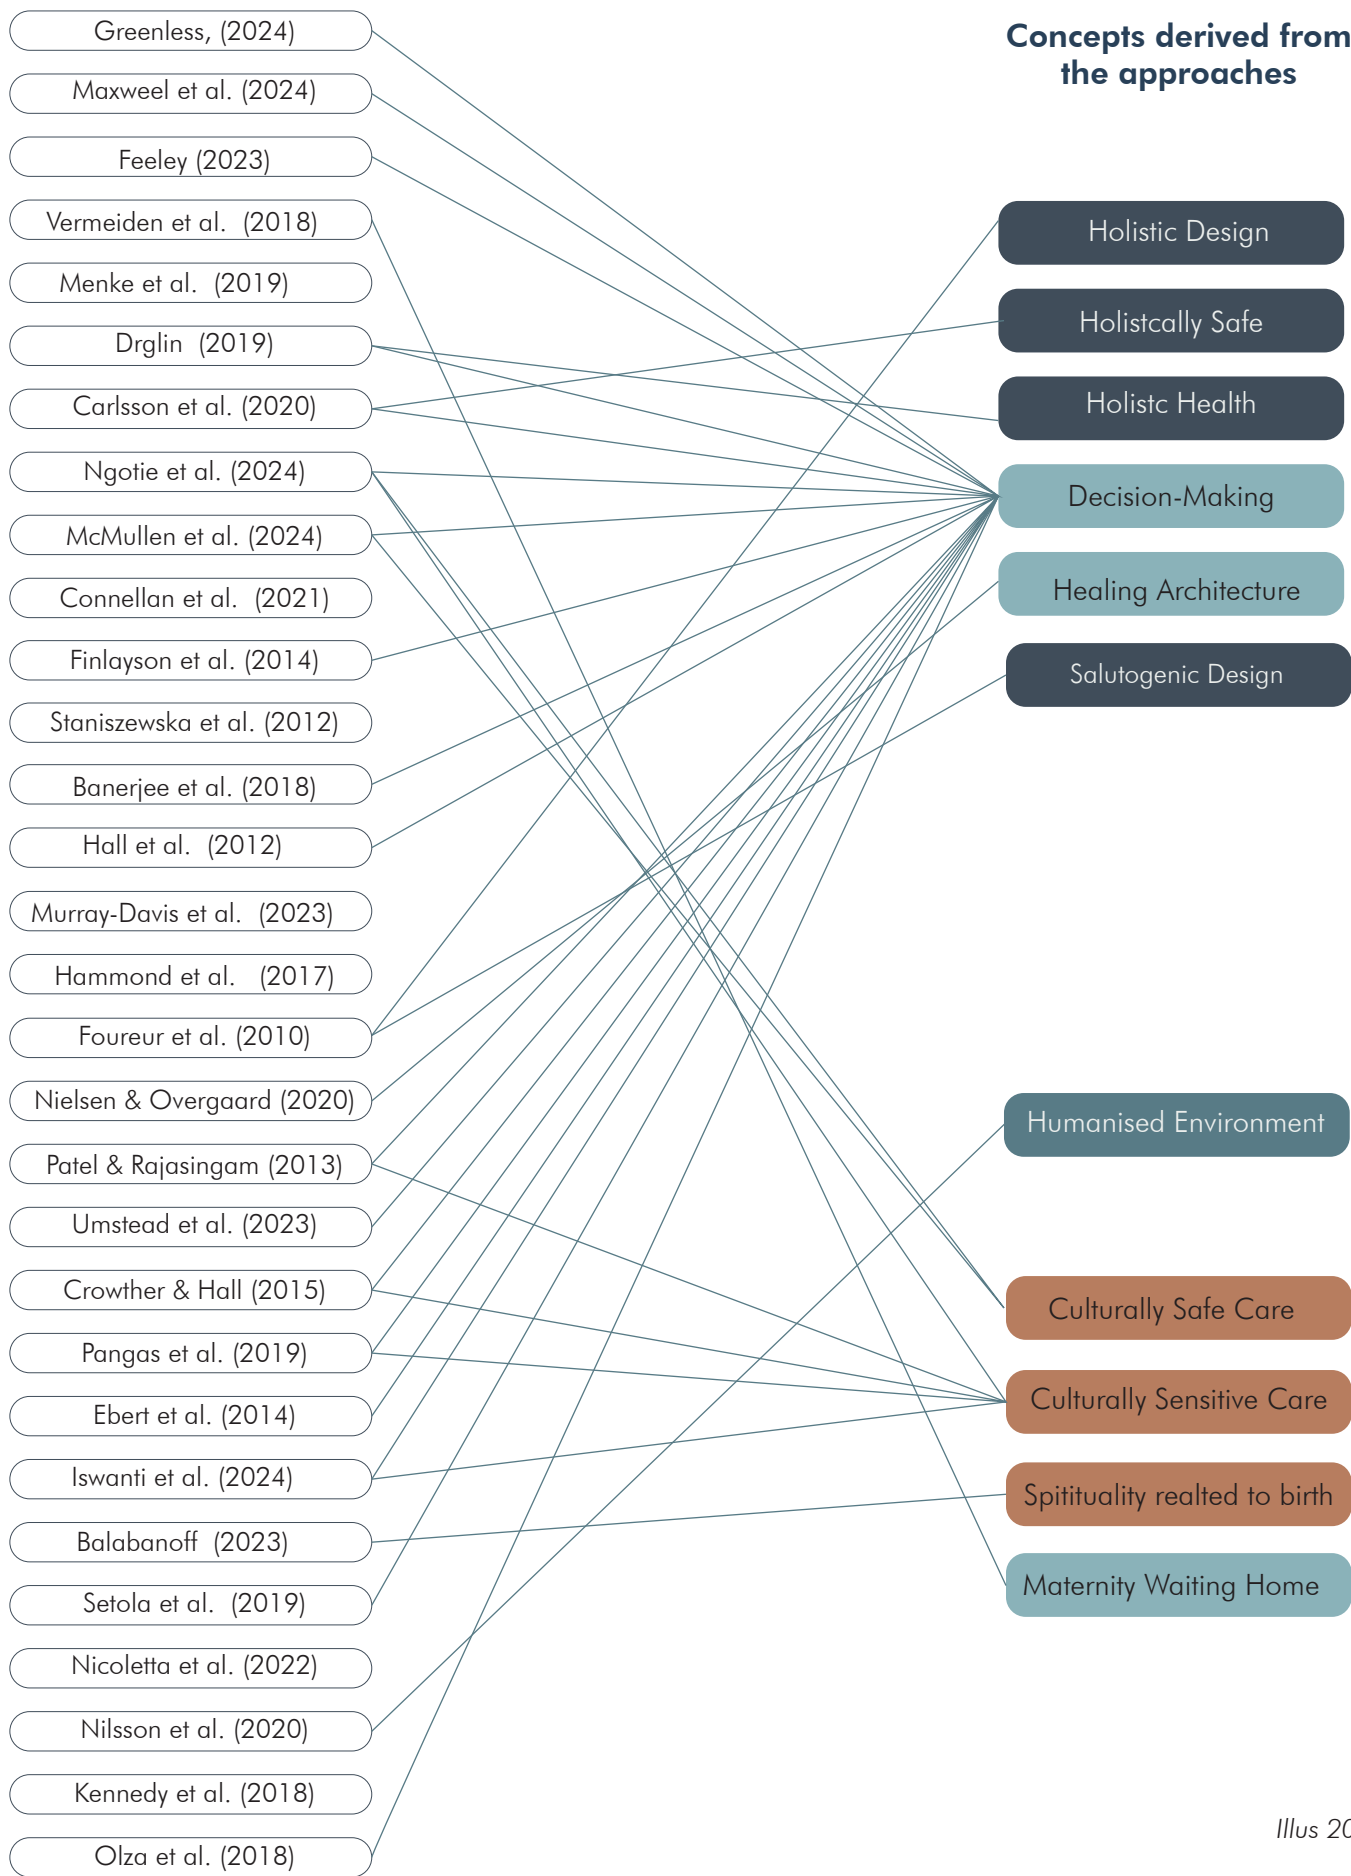 Greenless, (2024)
Maxweel et al. (2024)
Feeley (2023)
Vermeiden et al. (2018)
Menke et al. (2019)
Drglin (2019)
Carlsson et al. (2020)
Ngotie et al. (2024)
McMullen et al. (2024)
Connellan et al. (2021)
Finlayson et al. (2014)
Staniszewska et al. (2012)
Banerjee et al. (2018)
Hall et al. (2012)
Murray-Davis et al. (2023)
Hammond et al. (2017)
Foureur et al. (2010)
Nielsen & Overgaard (2020)
Patel & Rajasingam (2013)
Umstead et al. (2023)
Crowther & Hall (2015)
Pangas et al. (2019)
Ebert et al. (2014)
Iswanti et al. (2024)
Balabanoff (2023)
Setola et al. (2019)
Nicoletta et al. (2022)
Nilsson et al. (2020)
Kennedy et al. (2018)
Olza et al. (2018)
Concepts derived from
the approaches
Holistic Design
Holistcally Safe
Holistc Health
Decision-Making
Healing Architecture
Salutogenic Design
Humanised Environment
Culturally Safe Care
Culturally Sensitive Care
Spitituality realted to birth
Maternity Waiting Home
Illus 20